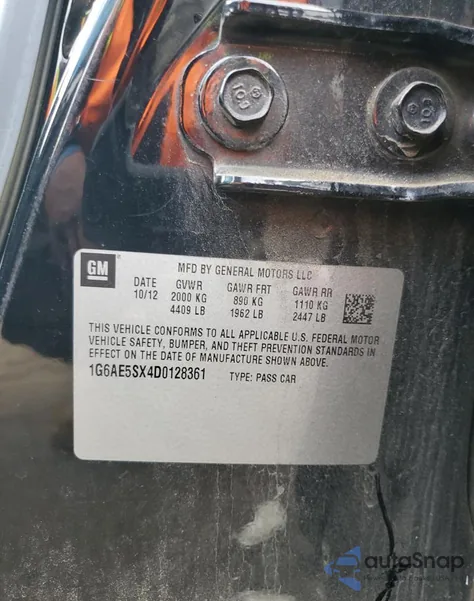 GM
MFD BY GENERAL MOTORS LLC
DATE GVWR GAWR FRT GAWR RR
10/12 2000 KG 890 KG 1110 KG
4409 LB 1962 LB 2447 LB
THIS VEHICLE CONFORMS TO ALL APPLICABLE U.S. FEDERAL MOTOR
VEHICLE SAFETY, BUMPER, AND THEFT PREVENTION STANDARDS IN
EFFECT ON THE DATE OF MANUFACTURE SHOWN ABOVE.
1G6AE5SX4D0128361 TYPE: PASS CAR
autoSnap